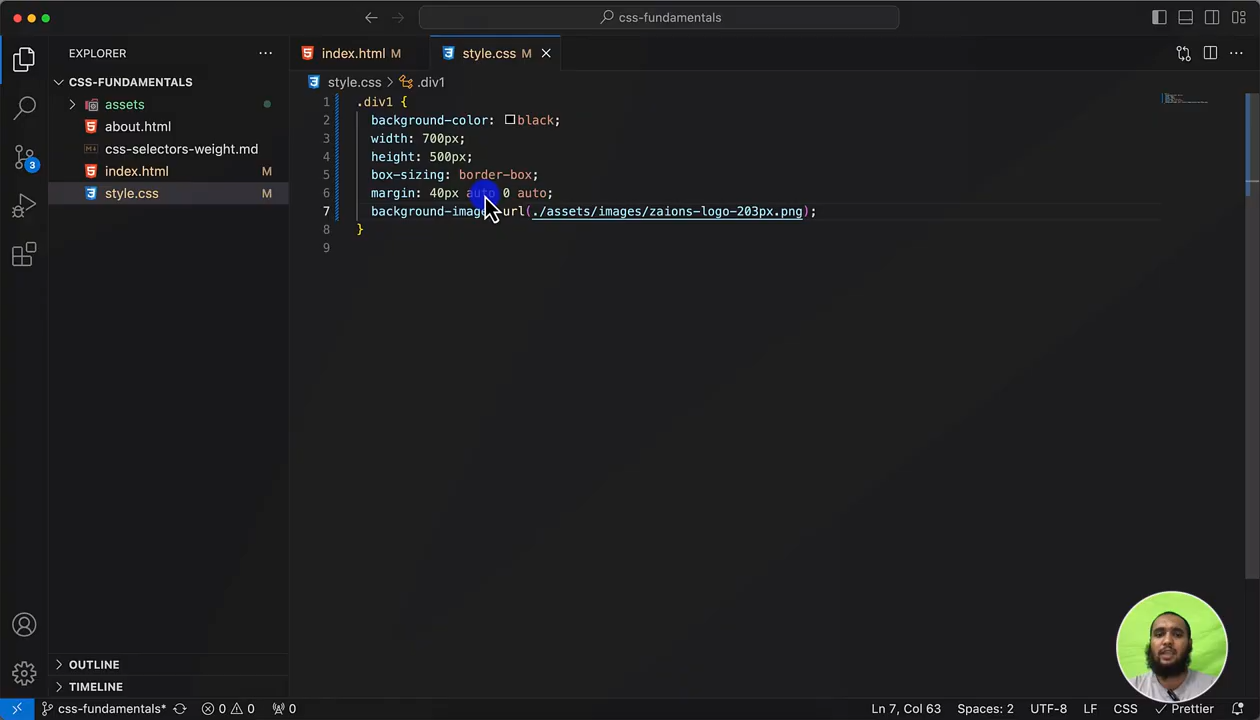 css-fundamentals
EXPLORER
CSS-FUNDAMENTALS
assets
about.html
css-selectors-weight.md
index.html M
style.css M
3
index.html M
style.css M
style.css > .div1
1 .div1 {
2 background-color: black;
3 width: 700px;
4 height: 500px;
5 box-sizing: border-box;
6 margin: 40px auto 0 auto;
7 background-image url(./assets/images/zaions-logo-203px.png);
8 }
9
OUTLINE
TIMELINE
css-fundamentals* 0 0 0 Ln 7, Col 63 Spaces: 2 UTF-8 LF CSS Prettier